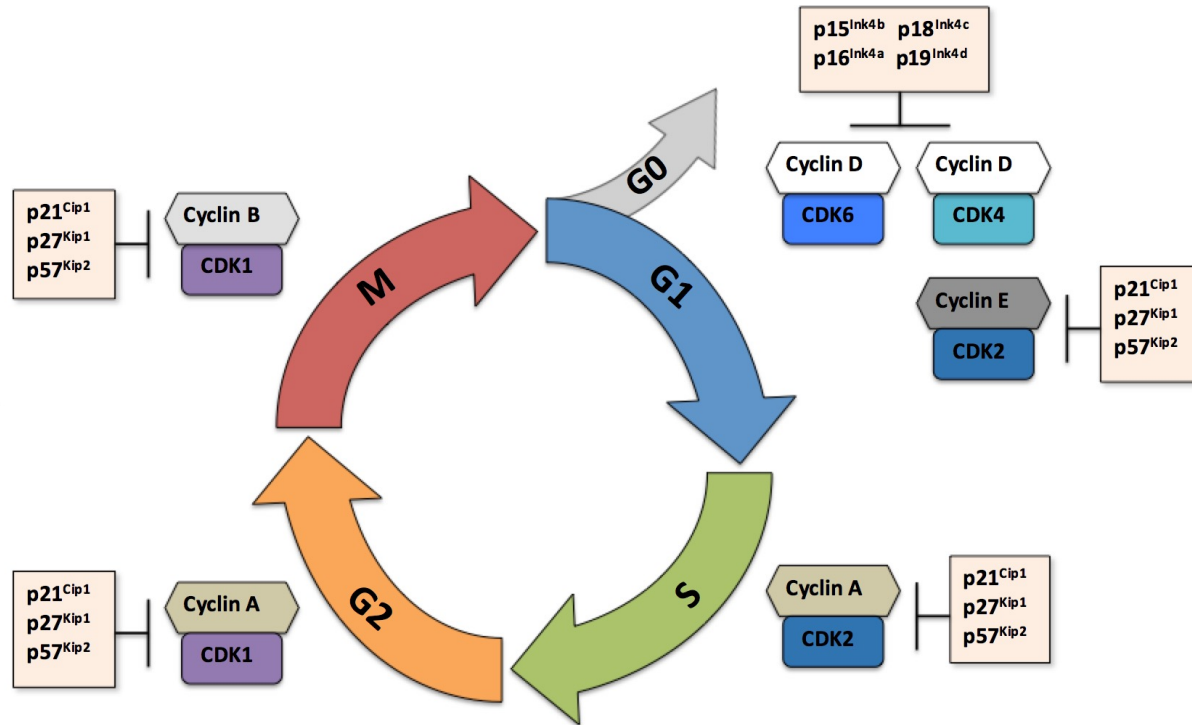 p15Ink4b p18Ink4c
p16Ink4a p19Ink4d
G0
Cyclin D Cyclin D
CDK6 CDK4
p21Cip1
p27Kip1
p57Kip2
Cyclin B
CDK1
M
G1
Cyclin E
CDK2
p21Cip1
p27Kip1
p57Kip2
G2
S
p21Cip1
p27Kip1
p57Kip2
Cyclin A
CDK1
Cyclin A
CDK2
p21Cip1
p27Kip1
p57Kip2